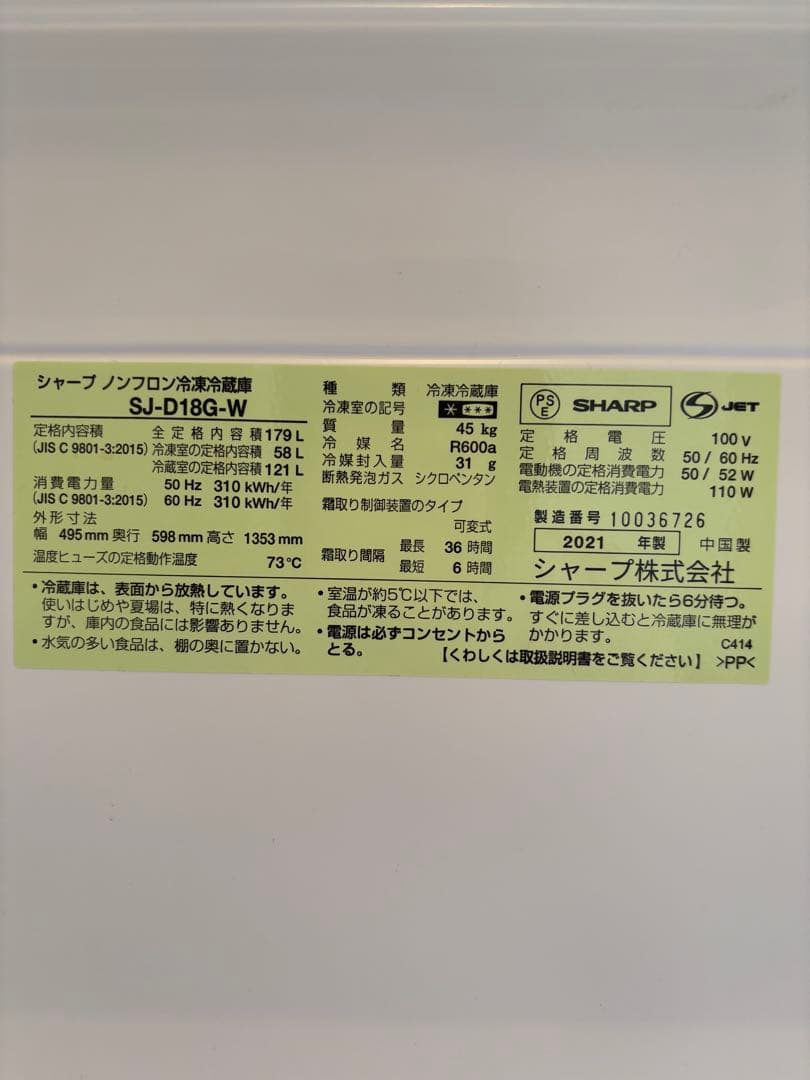 シャープ ノンフロン冷凍冷蔵庫
SJ-D18G-W
定格内容積 全定格内容積 179 L
(JIS C 9801-3:2015) 冷凍室の定格内容積 58 L
冷蔵室の定格内容積 121 L
消費電力量 50 Hz 310 kWh/年
(JIS C 9801-3:2015) 60 Hz 310 kWh/年
外形寸法
幅 495 mm 奥行 598 mm 高さ 1353 mm
温度ヒューズの定格動作温度 73℃
種類 冷凍冷蔵庫
冷凍室の記号
質量 45 kg
冷媒名 R600a
冷媒封入量 31 g
断熱発泡ガス シクロペンタン
霜取り制御装置のタイプ
可変式
霜取り間隔 最長 36 時間
最短 6 時間
PSE SHARP JET
定格電圧 100 V
定格周波数 50 / 60 Hz
電動機の定格消費電力 50 / 52 W
電熱装置の定格消費電力 110 W
製造番号 10036726
2021 年製 中国製
シャープ株式会社
・冷蔵庫は、表面から放熱しています。
使いはじめや夏場は、特に熱くなりま
すが、庫内の食品には影響ありません。
・水気の多い食品は、棚の奥に置かない。
・室温が約5℃以下では、
食品が凍ることがあります。
・電源は必ずコンセントから
とる。
・電源プラグを抜いたら6分待つ。
すぐに差し込むと冷蔵庫に無理が
かかります。
C414
【くわしくは取扱説明書をご覧ください】 >PP<